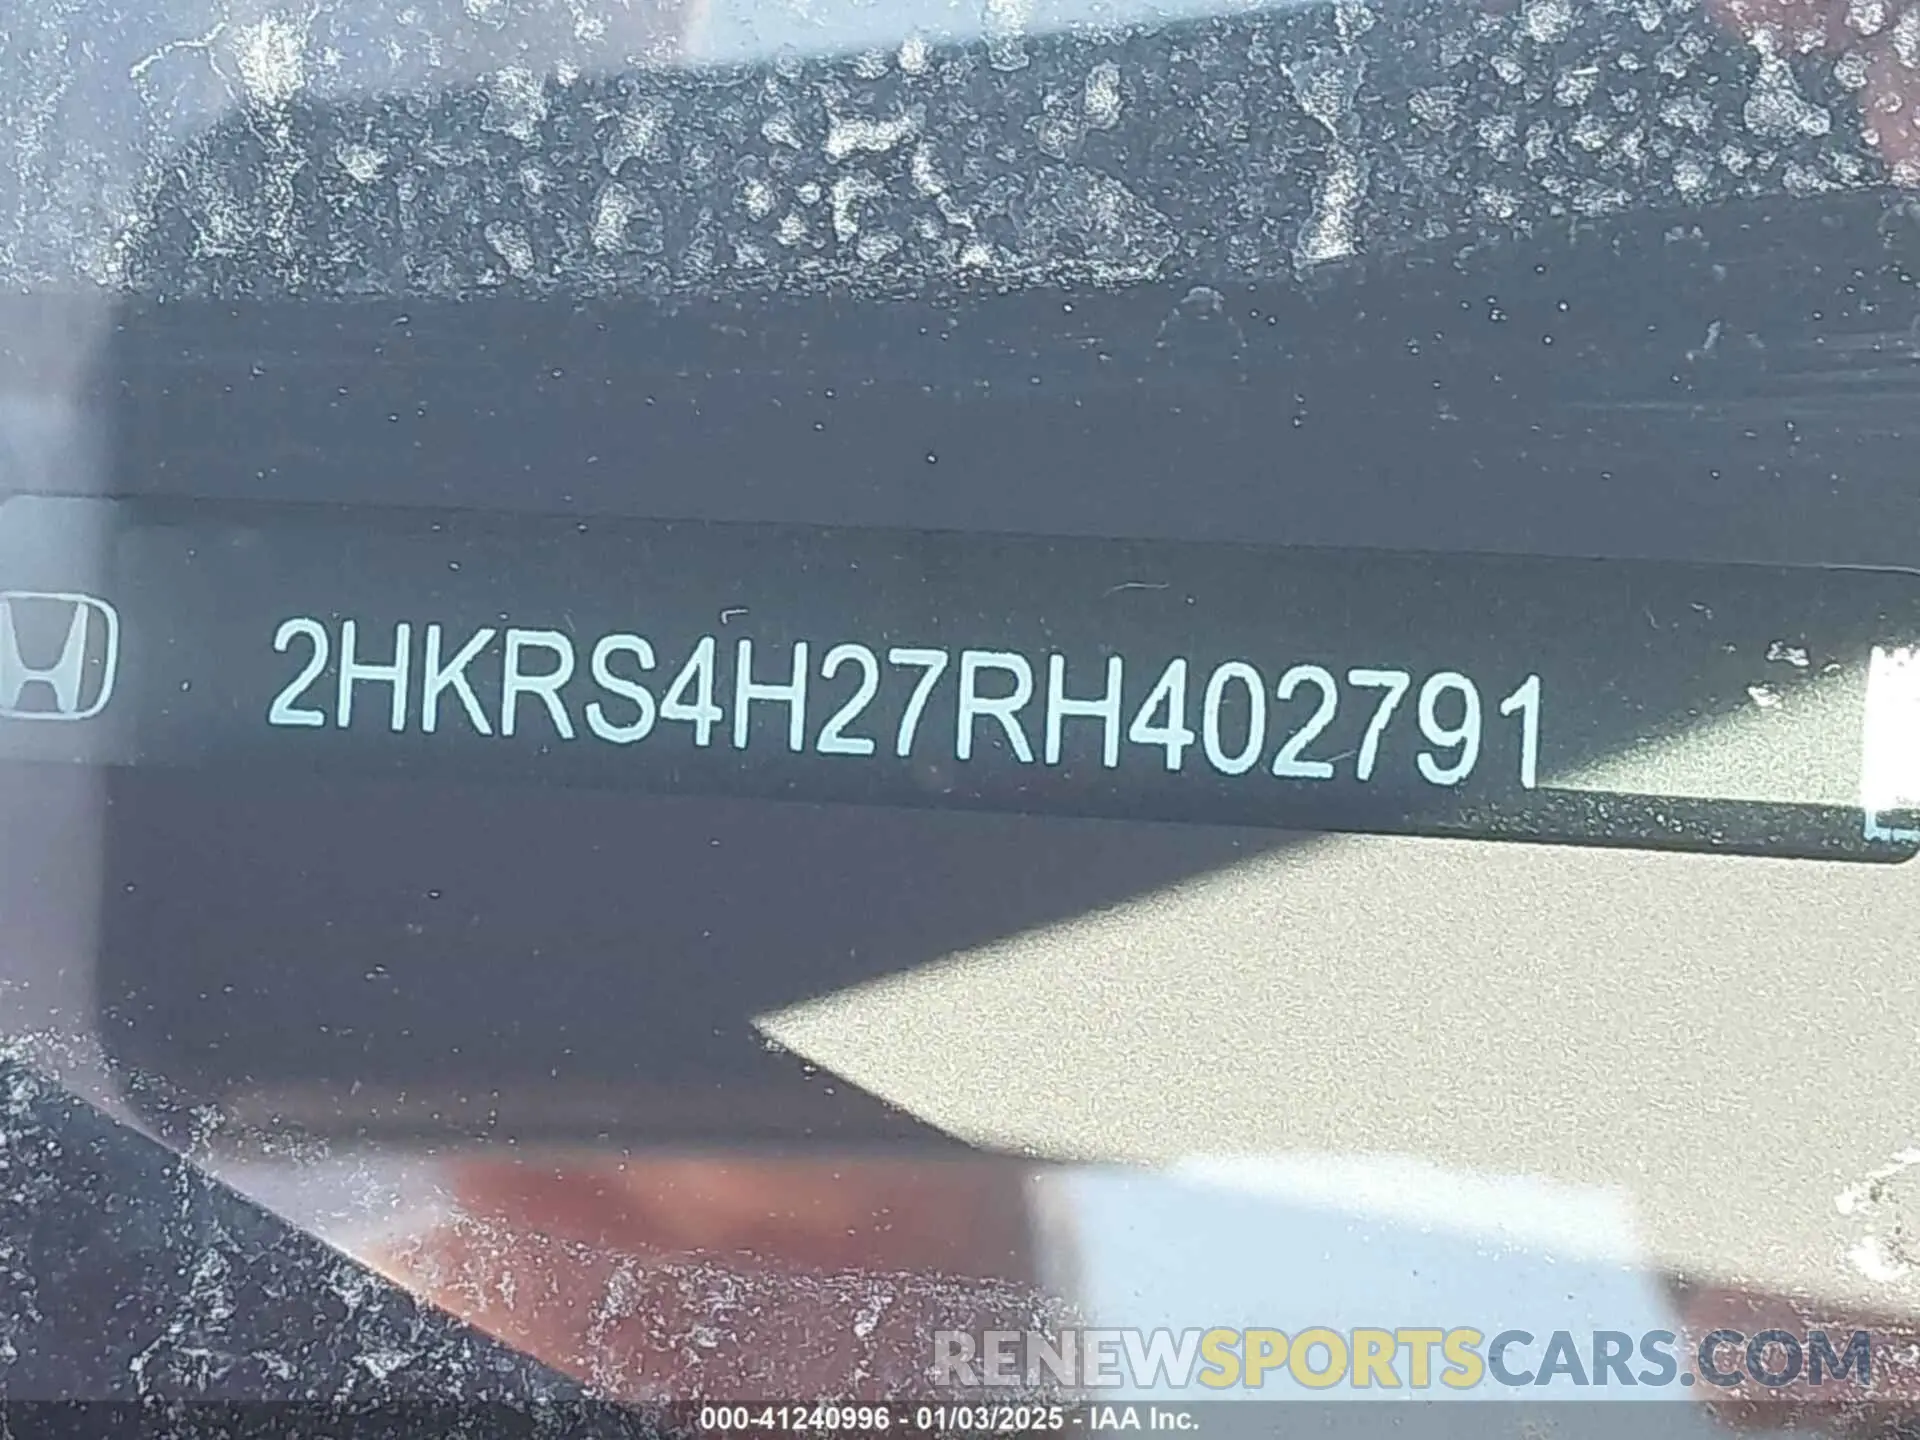 2HKRS4H27RH402791
RENEWSPORTSCARS.COM
000-41240996 - 01/03/2025 - IAA Inc.